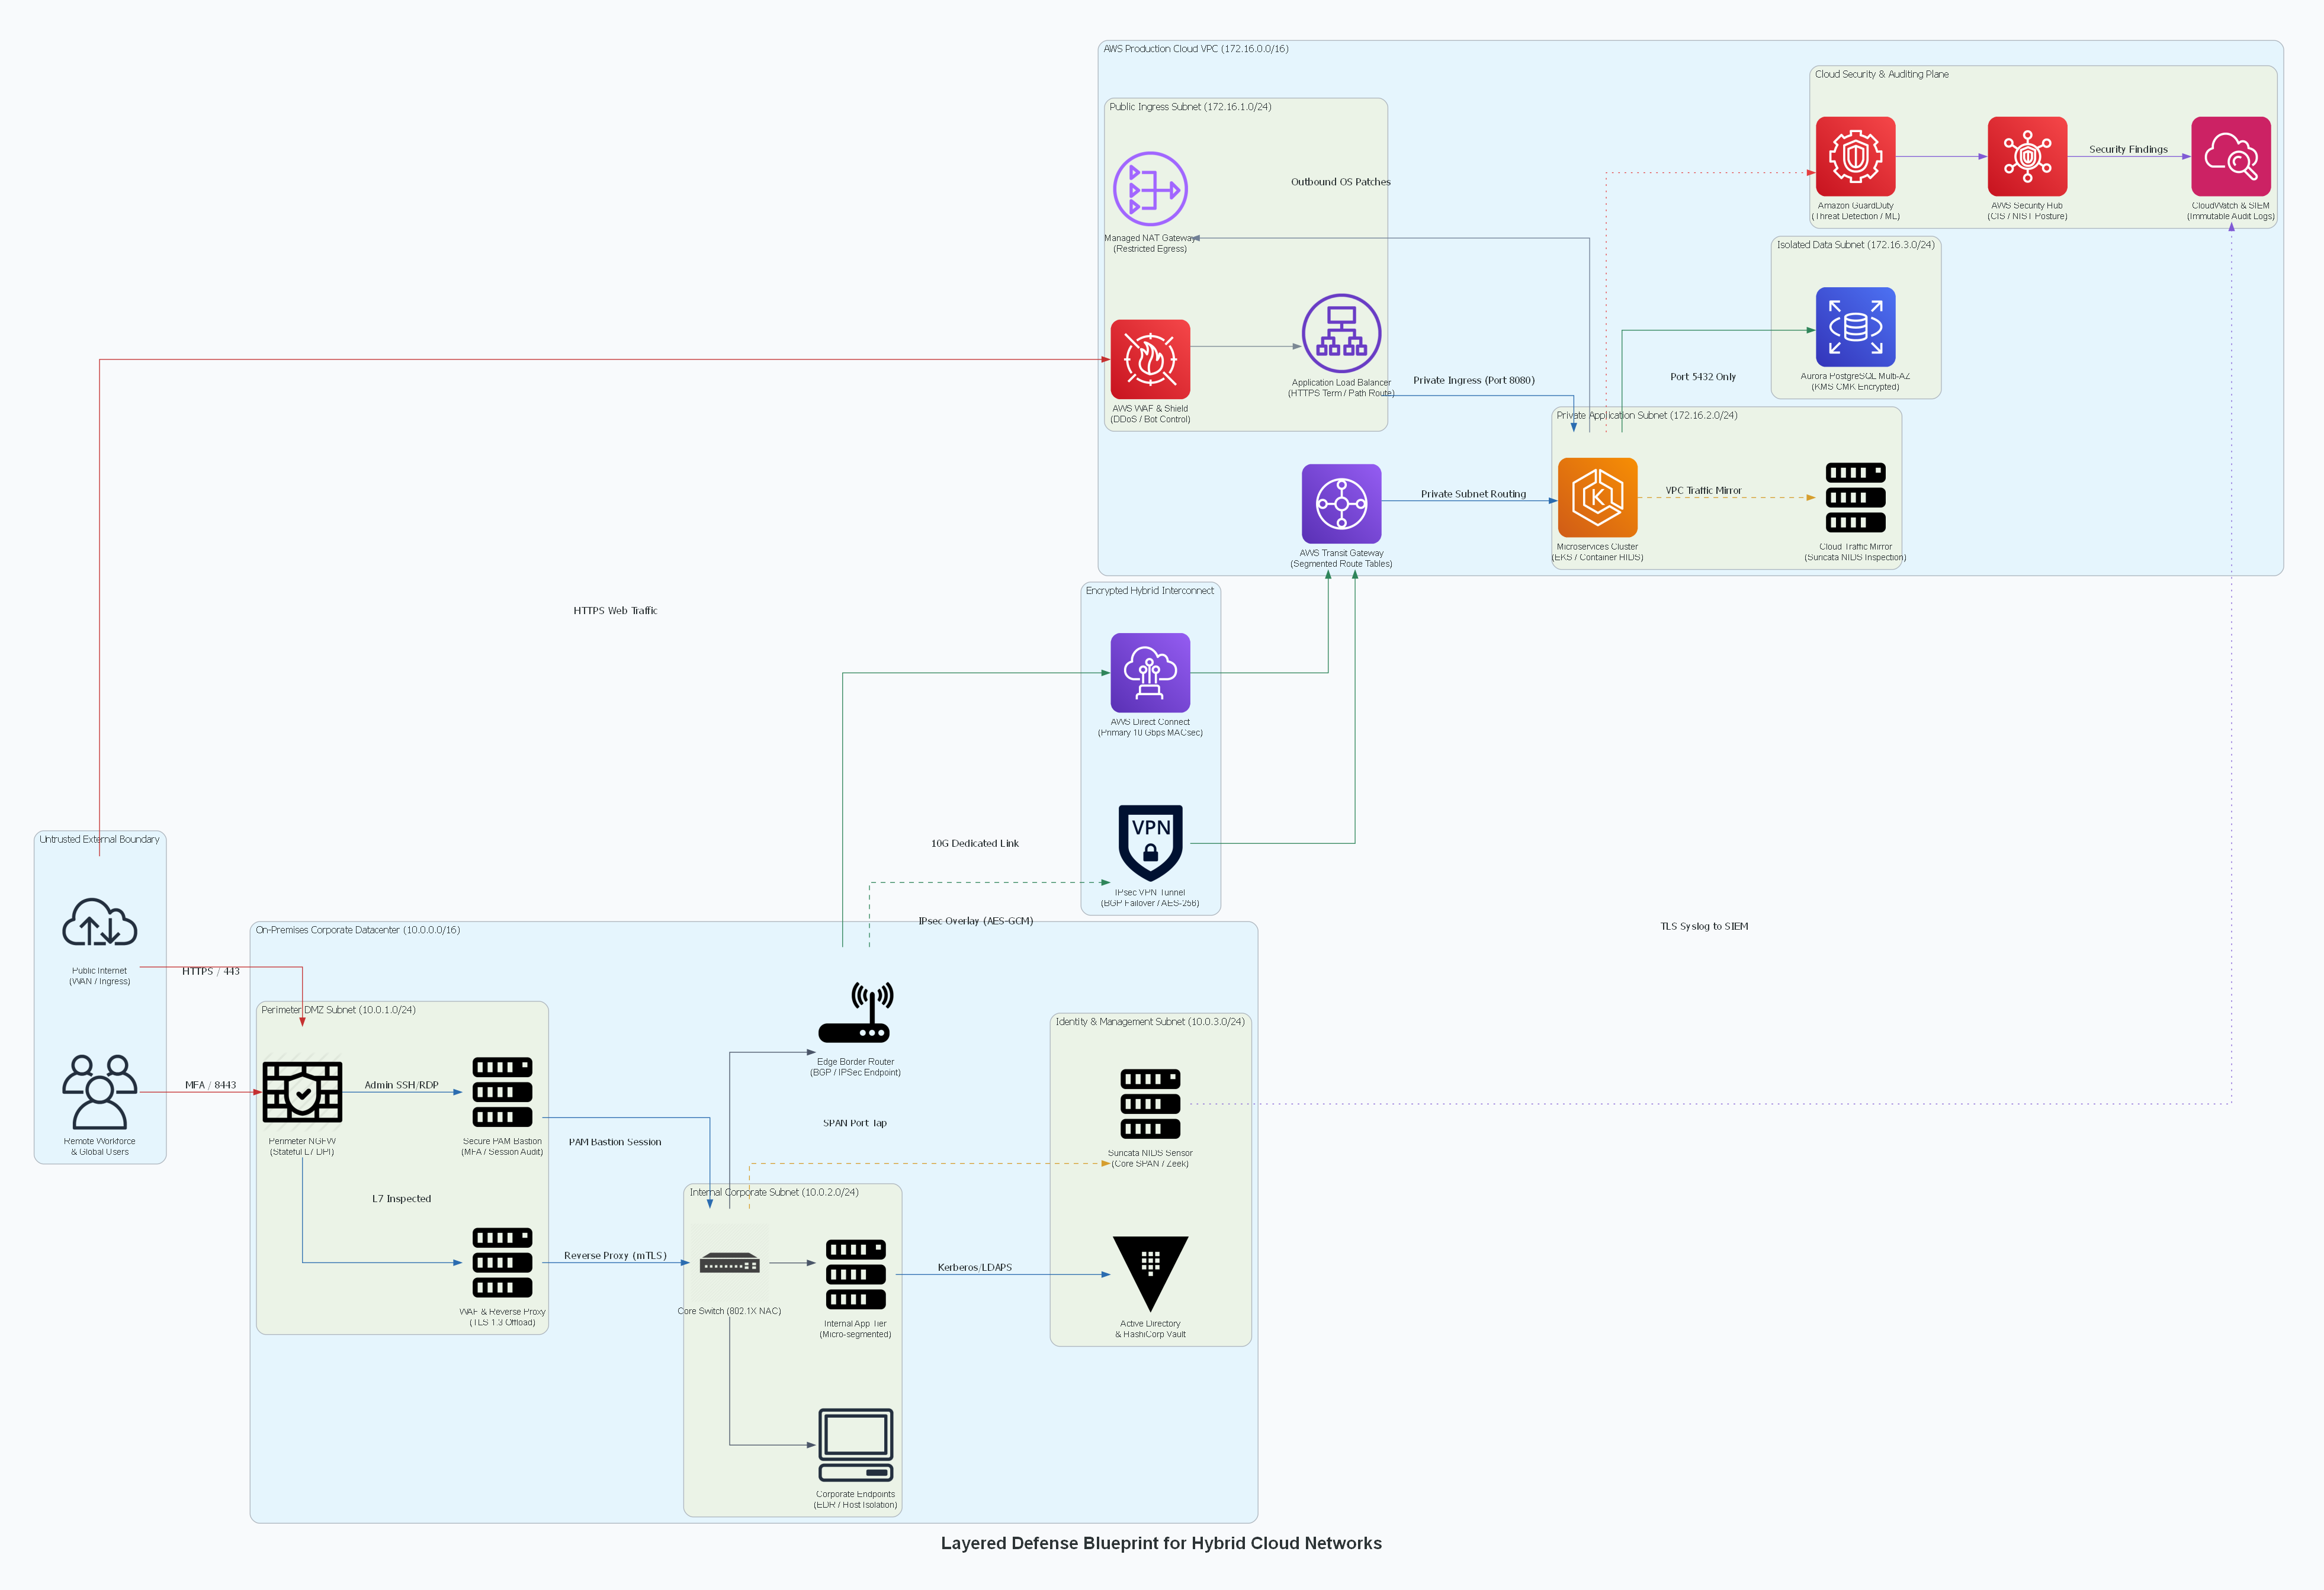 AWS Production Cloud VPC (172.16.0.0/16)
Cloud Security & Auditing Plane
Public Ingress Subnet (172.16.1.0/24)
Amazon GuardDuty
(Threat Detection / ML)
AWS Security Hub
(CIS / NIST Posture)
Security Findings
CloudWatch & SIEM
(Immutable Audit Logs)
Outbound OS Patches
Managed NAT Gateway
(Restricted Egress)
Isolated Data Subnet (172.16.3.0/24)
Aurora PostgreSQL Multi-AZ
(KMS CMK Encrypted)
AWS WAF & Shield
(DDoS / Bot Control)
Application Load Balancer
(HTTPS Term / Path Route)
Private Ingress (Port 8080)
Port 5432 Only
Private Application Subnet (172.16.2.0/24)
AWS Transit Gateway
(Segmented Route Tables)
Private Subnet Routing
K
Microservices Cluster
(EKS / Container HIDS)
VPC Traffic Mirror
Cloud Traffic Mirror
(Suricata NIDS Inspection)
Encrypted Hybrid Interconnect
HTTPS Web Traffic
AWS Direct Connect
(Primary 10 Gbps MACsec)
10G Dedicated Link
VPN
IPsec VPN Tunnel
(BGP Failover / AES-256)
IPsec Overlay (AES-GCM)
TLS Syslog to SIEM
Untrusted External Boundary
Public Internet
(WAN / Ingress)
HTTPS / 443
Remote Workforce
& Global Users
MFA / 8443
On-Premises Corporate Datacenter (10.0.0.0/16)
Perimeter DMZ Subnet (10.0.1.0/24)
Perimeter NGFW
(Stateful L7 DPI)
Admin SSH/RDP
Secure PAM Bastion
(MFA / Session Audit)
L7 Inspected
WAF & Reverse Proxy
(TLS 1.3 Offload)
PAM Bastion Session
Reverse Proxy (mTLS)
Edge Border Router
(BGP / IPSec Endpoint)
SPAN Port Tap
Internal Corporate Subnet (10.0.2.0/24)
Core Switch (802.1X NAC)
Internal App Tier
(Micro-segmented)
Kerberos/LDAPS
Corporate Endpoints
(EDR / Host Isolation)
Identity & Management Subnet (10.0.3.0/24)
Suricata NIDS Sensor
(Core SPAN / Zeek)
Active Directory
& HashiCorp Vault
Layered Defense Blueprint for Hybrid Cloud Networks